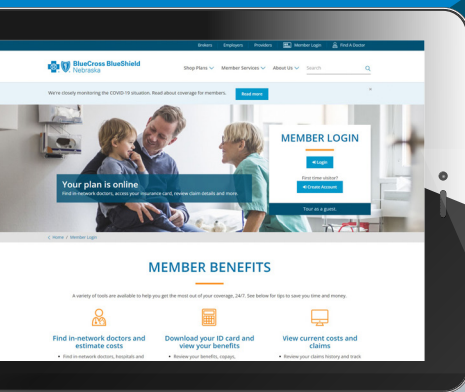 Brokers Employers Providers Member Login Find A Doctor
BlueCross BlueShield
Nebraska
Shop Plans Member Services About Us Search
We're closely monitoring the COVID-19 situation. Read about coverage for members. Read more ×
MEMBER LOGIN
Login
First time visitor?
Create Account
Tour as a guest.
Your plan is online
Find in-network doctors, access your insurance card, review claim details and more.
Home / Member Login
MEMBER BENEFITS
A variety of tools are available to help you get the most out of your coverage, 24/7. See below for tips to save you time and money.
Find in-network doctors and
estimate costs
Download your ID card and
view your benefits
View current costs and
claims
• Find in-network doctors, hospitals and
• Review your benefits, copays,
• Review your claims history and track